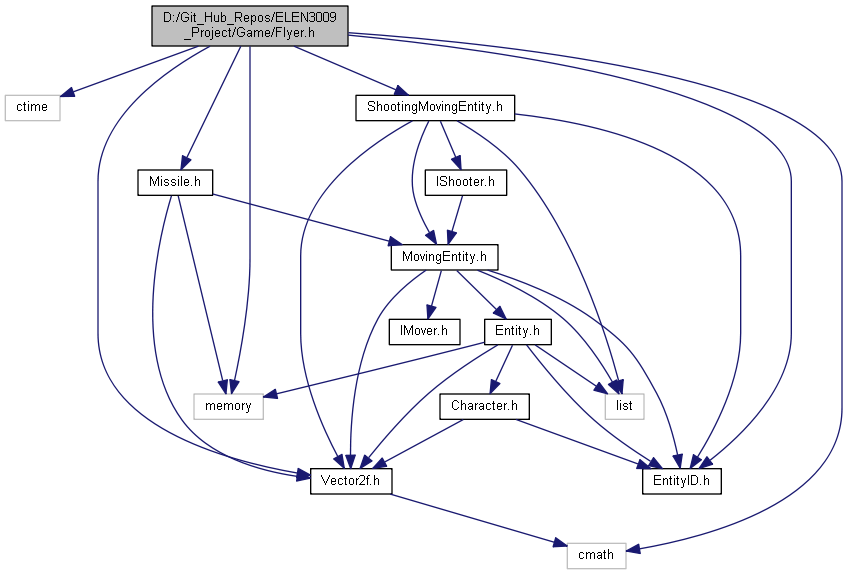 D:/Git_Hub_Repos/ELEN3009
_Project/Game/Flyer.h
ctime
ShootingMovingEntity.h
Missile.h
IShooter.h
MovingEntity.h
IMover.h
Entity.h
memory
Character.h
list
Vector2f.h
EntityID.h
cmath